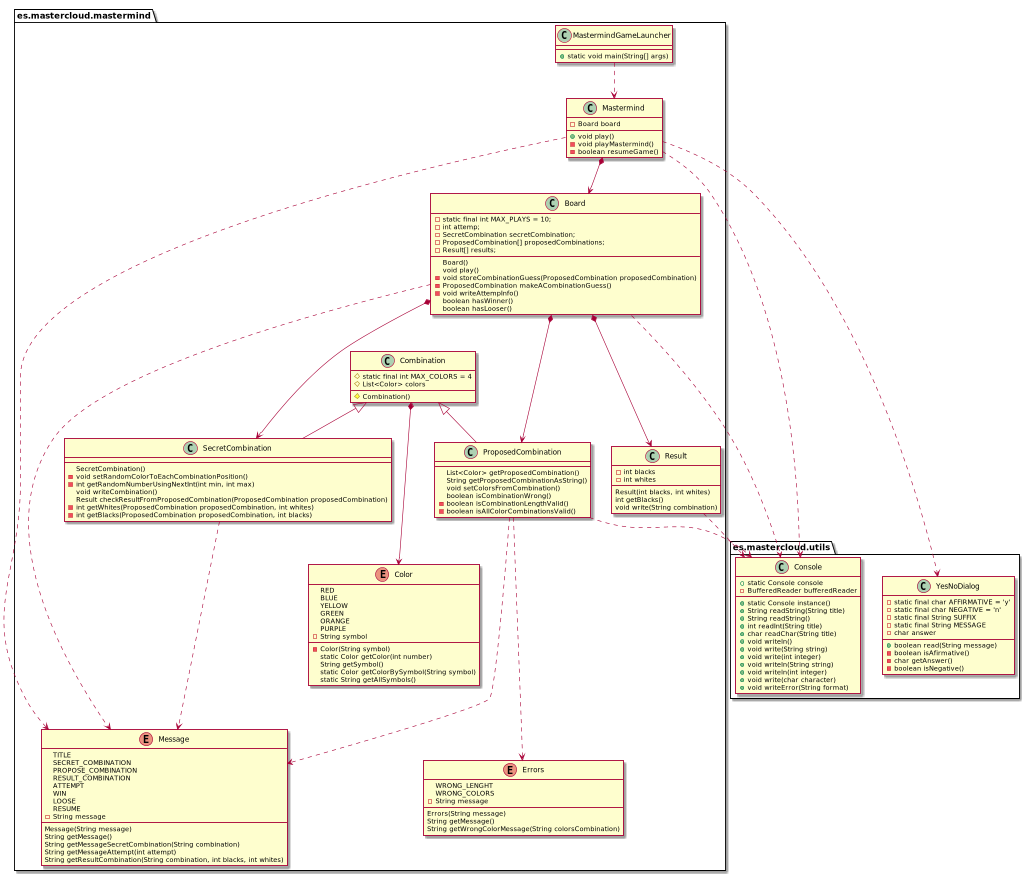 es.mastercloud.mastermind
C MastermindGameLauncher
static void main(String[] args)
C Mastermind
Board board
void play()
void playMastermind()
boolean resumeGame()
C Board
static final int MAX_PLAYS = 10;
int attemp;
SecretCombination secretCombination;
ProposedCombination[] proposedCombinations;
Result[] results;
Board()
void play()
void storeCombinationGuess(ProposedCombination proposedCombination)
ProposedCombination makeACombinationGuess()
void writeAttempInfo()
boolean hasWinner()
boolean hasLooser()
C Combination
static final int MAX_COLORS = 4
List<Color> colors
Combination()
C SecretCombination
SecretCombination()
void setRandomColorToEachCombinationPosition()
int getRandomNumberUsingNextInt(int min, int max)
void writeCombination()
Result checkResultFromProposedCombination(ProposedCombination proposedCombination)
int getWhites(ProposedCombination proposedCombination, int whites)
int getBlacks(ProposedCombination proposedCombination, int blacks)
C ProposedCombination
List<Color> getProposedCombination()
String getProposedCombinationAsString()
void setColorsFromCombination()
boolean isCombinationWrong()
boolean isCombinationLengthValid()
boolean isAllColorCombinationsValid()
C Result
int blacks
int whites
Result(int blacks, int whites)
int getBlacks()
void write(String combination)
E Color
RED
BLUE
YELLOW
GREEN
ORANGE
PURPLE
String symbol
Color(String symbol)
static Color getColor(int number)
String getSymbol()
static Color getColorBySymbol(String symbol)
static String getAllSymbols()
es.mastercloud.utils
C Console
static Console console
BufferedReader bufferedReader
static Console instance()
String readString(String title)
String readString()
int readInt(String title)
char readChar(String title)
void writeln()
void write(String string)
void write(int integer)
void writeln(String string)
void writeln(int integer)
void write(char character)
void writeError(String format)
C YesNoDialog
static final char AFFIRMATIVE = 'y'
static final char NEGATIVE = 'n'
static final String SUFFIX
static final String MESSAGE
char answer
boolean read(String message)
boolean isAfirmative()
char getAnswer()
boolean isNegative()
E Message
TITLE
SECRET_COMBINATION
PROPOSE_COMBINATION
RESULT_COMBINATION
ATTEMPT
WIN
LOOSE
RESUME
String message
Message(String message)
String getMessage()
String getMessageSecretCombination(String combination)
String getMessageAttempt(int attempt)
String getResultCombination(String combination, int blacks, int whites)
E Errors
WRONG_LENGHT
WRONG_COLORS
String message
Errors(String message)
String getMessage()
String getWrongColorMessage(String colorsCombination)